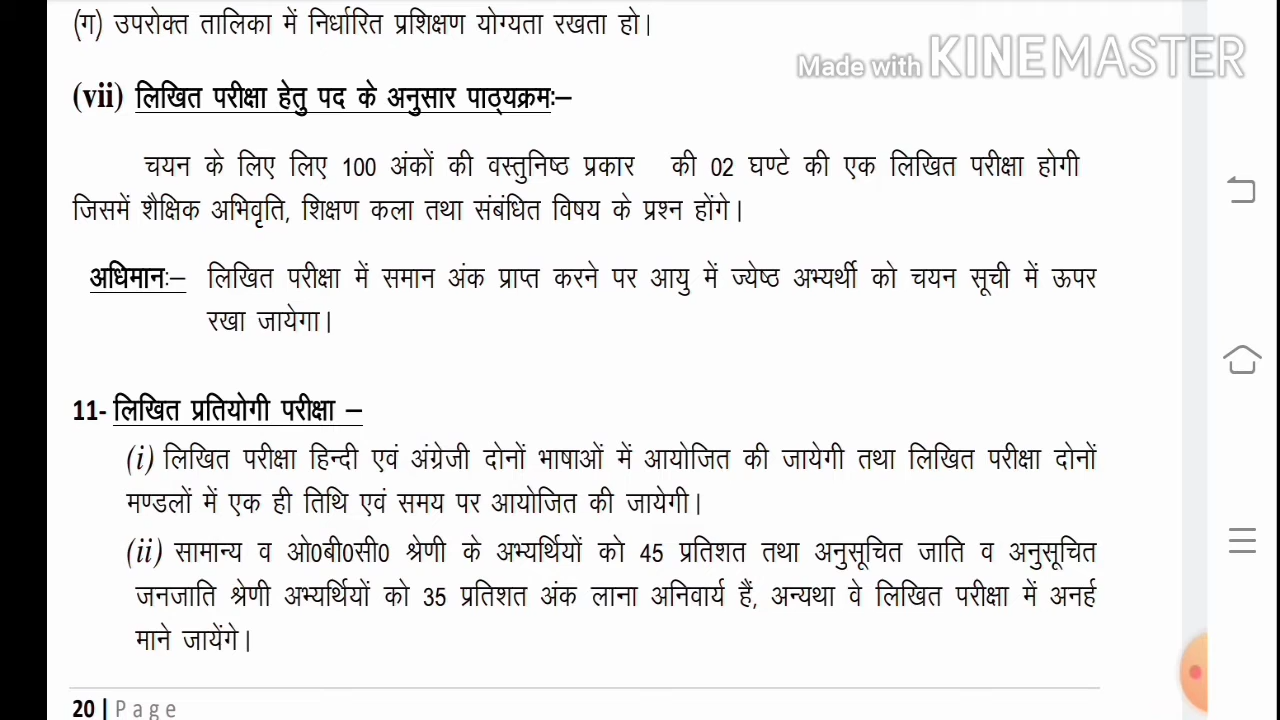 (ग) उपरोक्त तालिका में निर्धारित प्रशिक्षण योग्यता रखता हो।
Made with KINEMASTER
(vii) लिखित परीक्षा हेतु पद के अनुसार पाठ्यक्रमः–
चयन के लिए लिए 100 अंकों की वस्तुनिष्ठ प्रकार की 02 घण्टे की एक लिखित परीक्षा होगी
जिसमें शैक्षिक अभिवृति, शिक्षण कला तथा संबंधित विषय के प्रश्न होंगे।
अधिमानः– लिखित परीक्षा में समान अंक प्राप्त करने पर आयु में ज्येष्ठ अभ्यर्थी को चयन सूची में ऊपर
रखा जायेगा।
11- लिखित प्रतियोगी परीक्षा –
(i) लिखित परीक्षा हिन्दी एवं अंग्रेजी दोनों भाषाओं में आयोजित की जायेगी तथा लिखित परीक्षा दोनों
मण्डलों में एक ही तिथि एवं समय पर आयोजित की जायेगी।
(ii) सामान्य व ओ0बी0सी0 श्रेणी के अभ्यर्थियों को 45 प्रतिशत तथा अनुसूचित जाति व अनुसूचित
जनजाति श्रेणी अभ्यर्थियों को 35 प्रतिशत अंक लाना अनिवार्य हैं, अन्यथा वे लिखित परीक्षा में अनर्ह
माने जायेंगे।
20 | Page